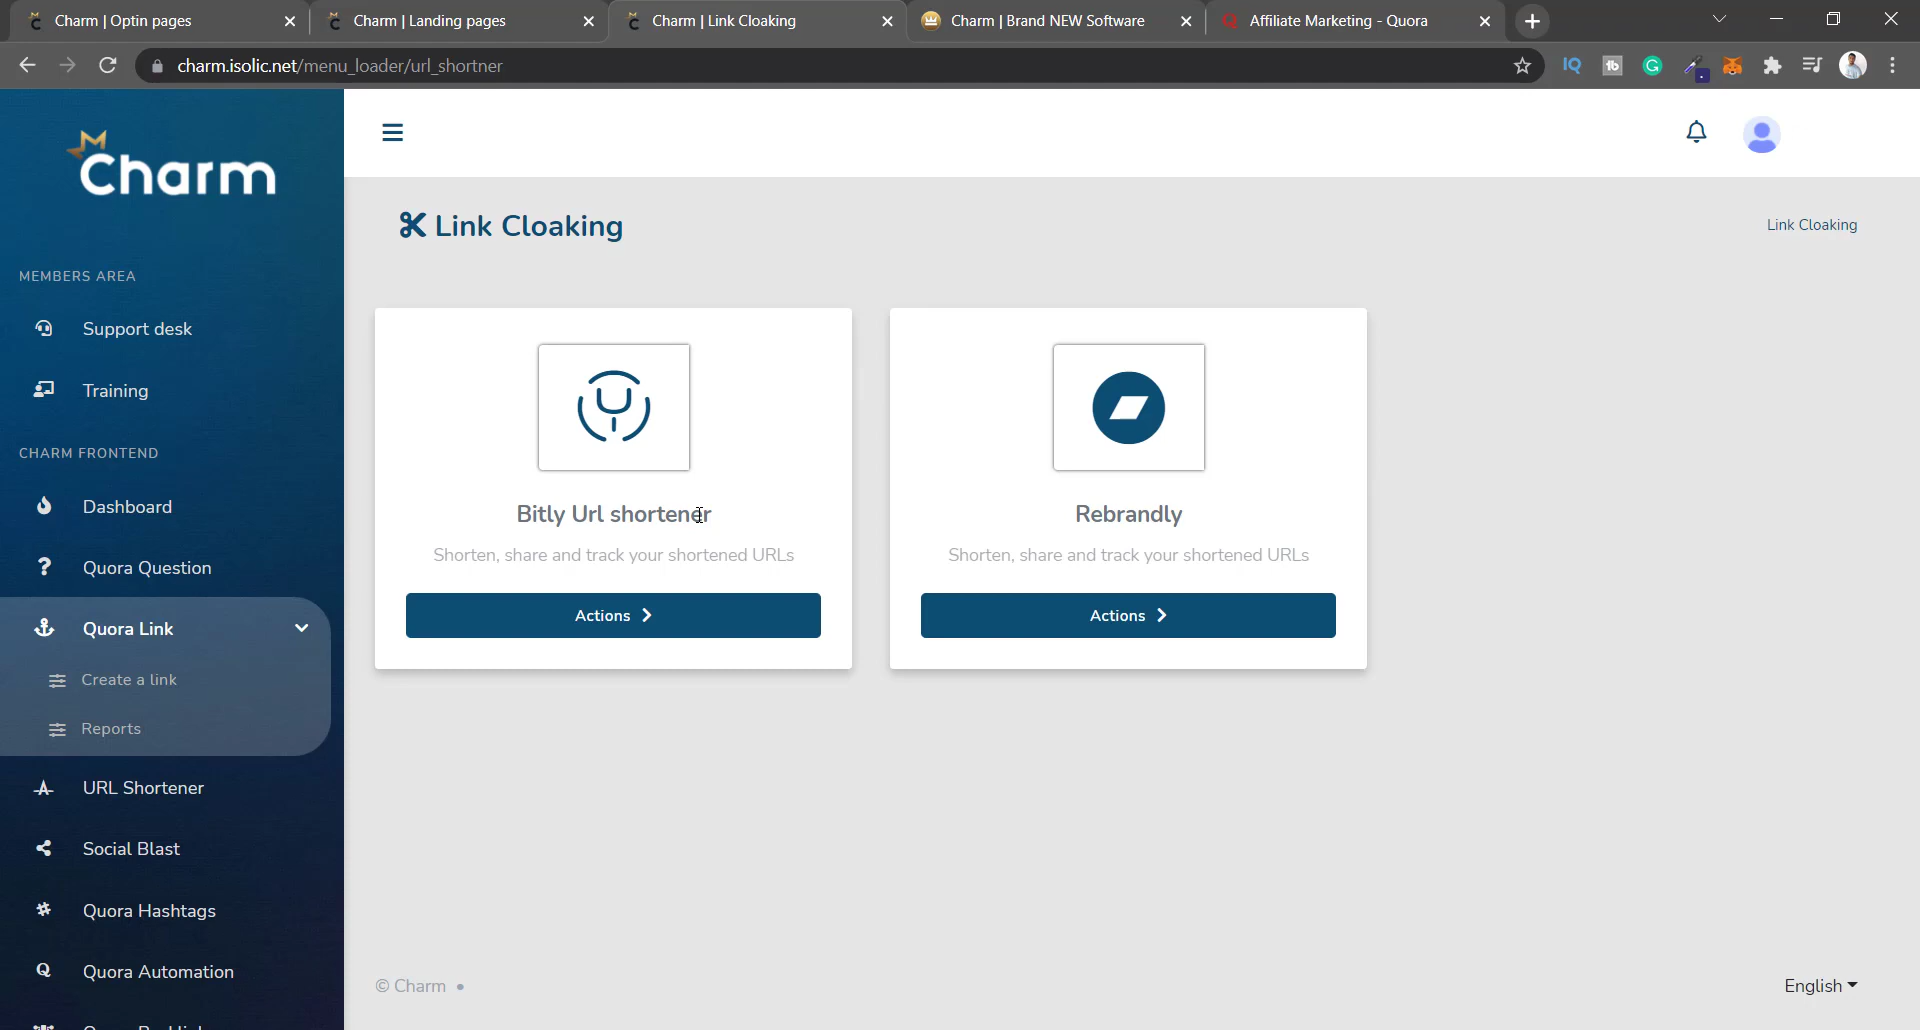 Charm | Optin pages
Charm | Landing pages
Charm | Link Cloaking
Charm | Brand NEW Software
Affiliate Marketing - Quora
charm.isolic.net/menu_loader/url_shortner
IQ
tb
G
Charm
MEMBERS AREA
Support desk
Training
CHARM FRONTEND
Dashboard
Quora Question
Quora Link
Create a link
Reports
URL Shortener
Social Blast
Quora Hashtags
Quora Automation
Link Cloaking
Link Cloaking
Bitly Url shortener
Shorten, share and track your shortened URLs
Actions
Rebrandly
Shorten, share and track your shortened URLs
Actions
© Charm •
English